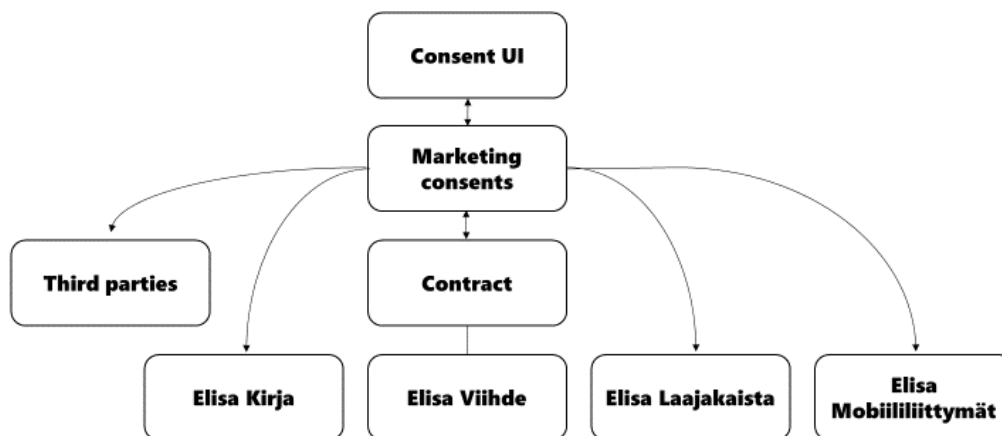 Consent UI
Marketing
consents
Third parties
Contract
Elisa Kirja
Elisa Viihde
Elisa Laajakaista
Elisa
Mobiililiittymät